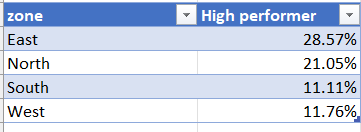 zone High performer
East 28.57%
North 21.05%
South 11.11%
West 11.76%